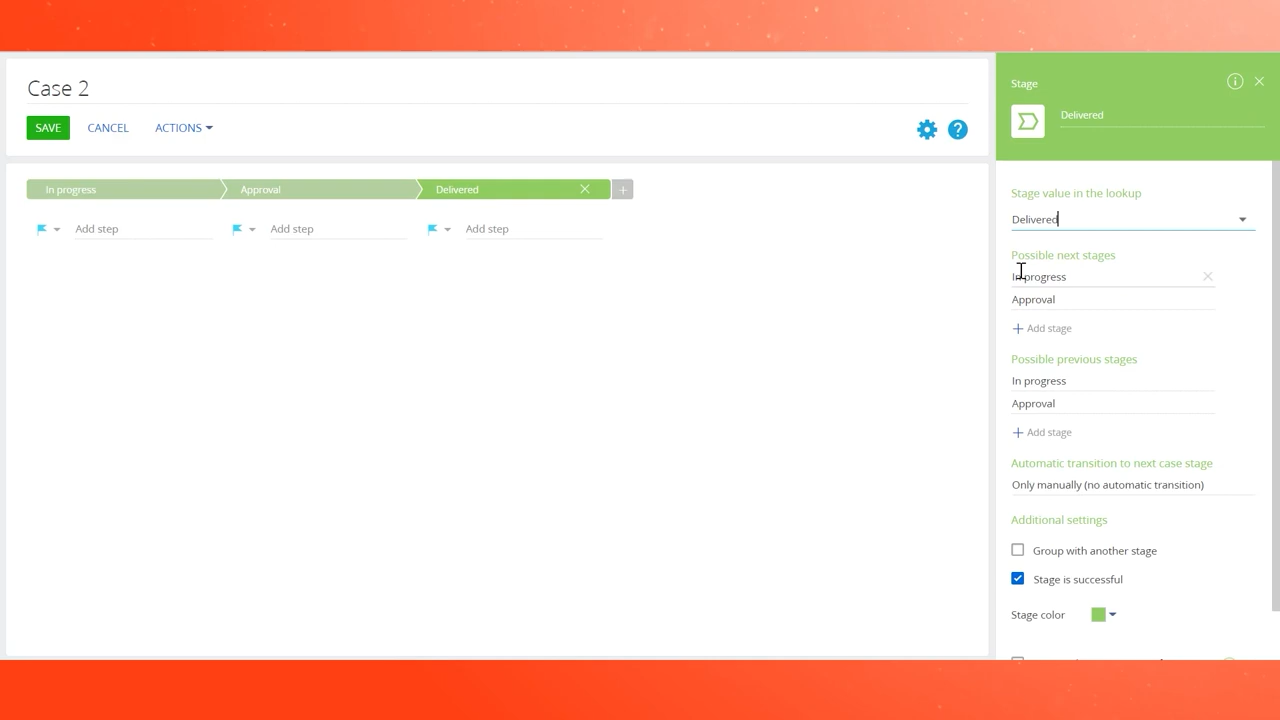 Case 2
SAVE
CANCEL
ACTIONS
In progress
Approval
Delivered
Add step
Add step
Add step
Stage
Delivered
Stage value in the lookup
Delivered
Possible next stages
In progress
Approval
Add stage
Possible previous stages
In progress
Approval
Add stage
Automatic transition to next case stage
Only manually (no automatic transition)
Additional settings
Group with another stage
Stage is successful
Stage color